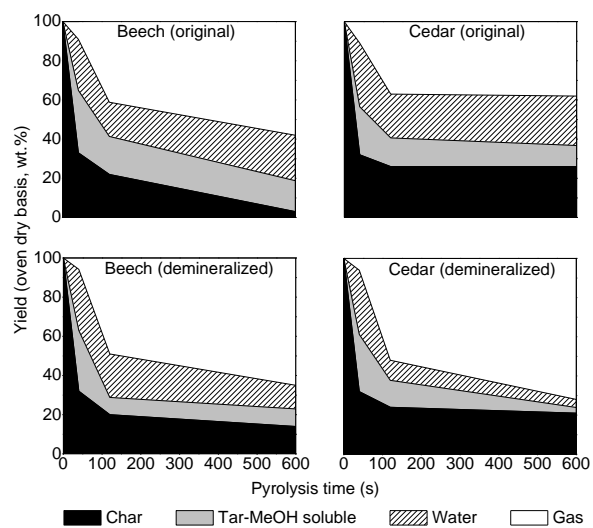 Yield (oven dry basis, wt.%)
100
80
60
40
20
0
Beech (original)
Cedar (original)
100
80
60
40
20
0
Beech (demineralized)
Cedar (demineralized)
0 100 200 300 400 500 600
0 100 200 300 400 500 600
Pyrolysis time (s)
Char Tar-MeOH soluble Water Gas